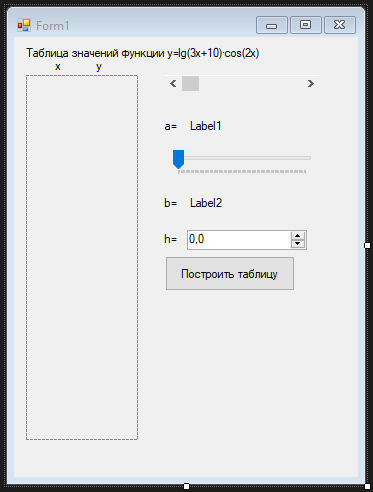 Form1
Таблица значений функции y=lg(3x+10)·cos(2x)
x y
a= Label1
b= Label2
h= 0,0
Построить таблицу